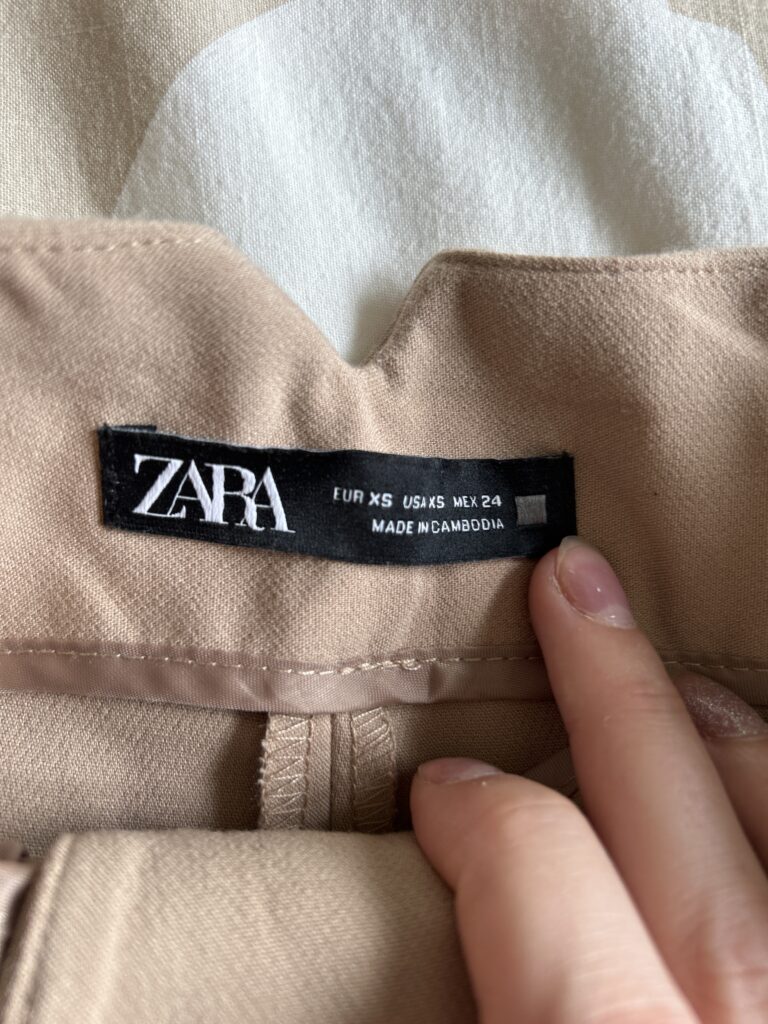 ZARA
EUR XS USA XS MEX 24
MADE IN CAMBODIA